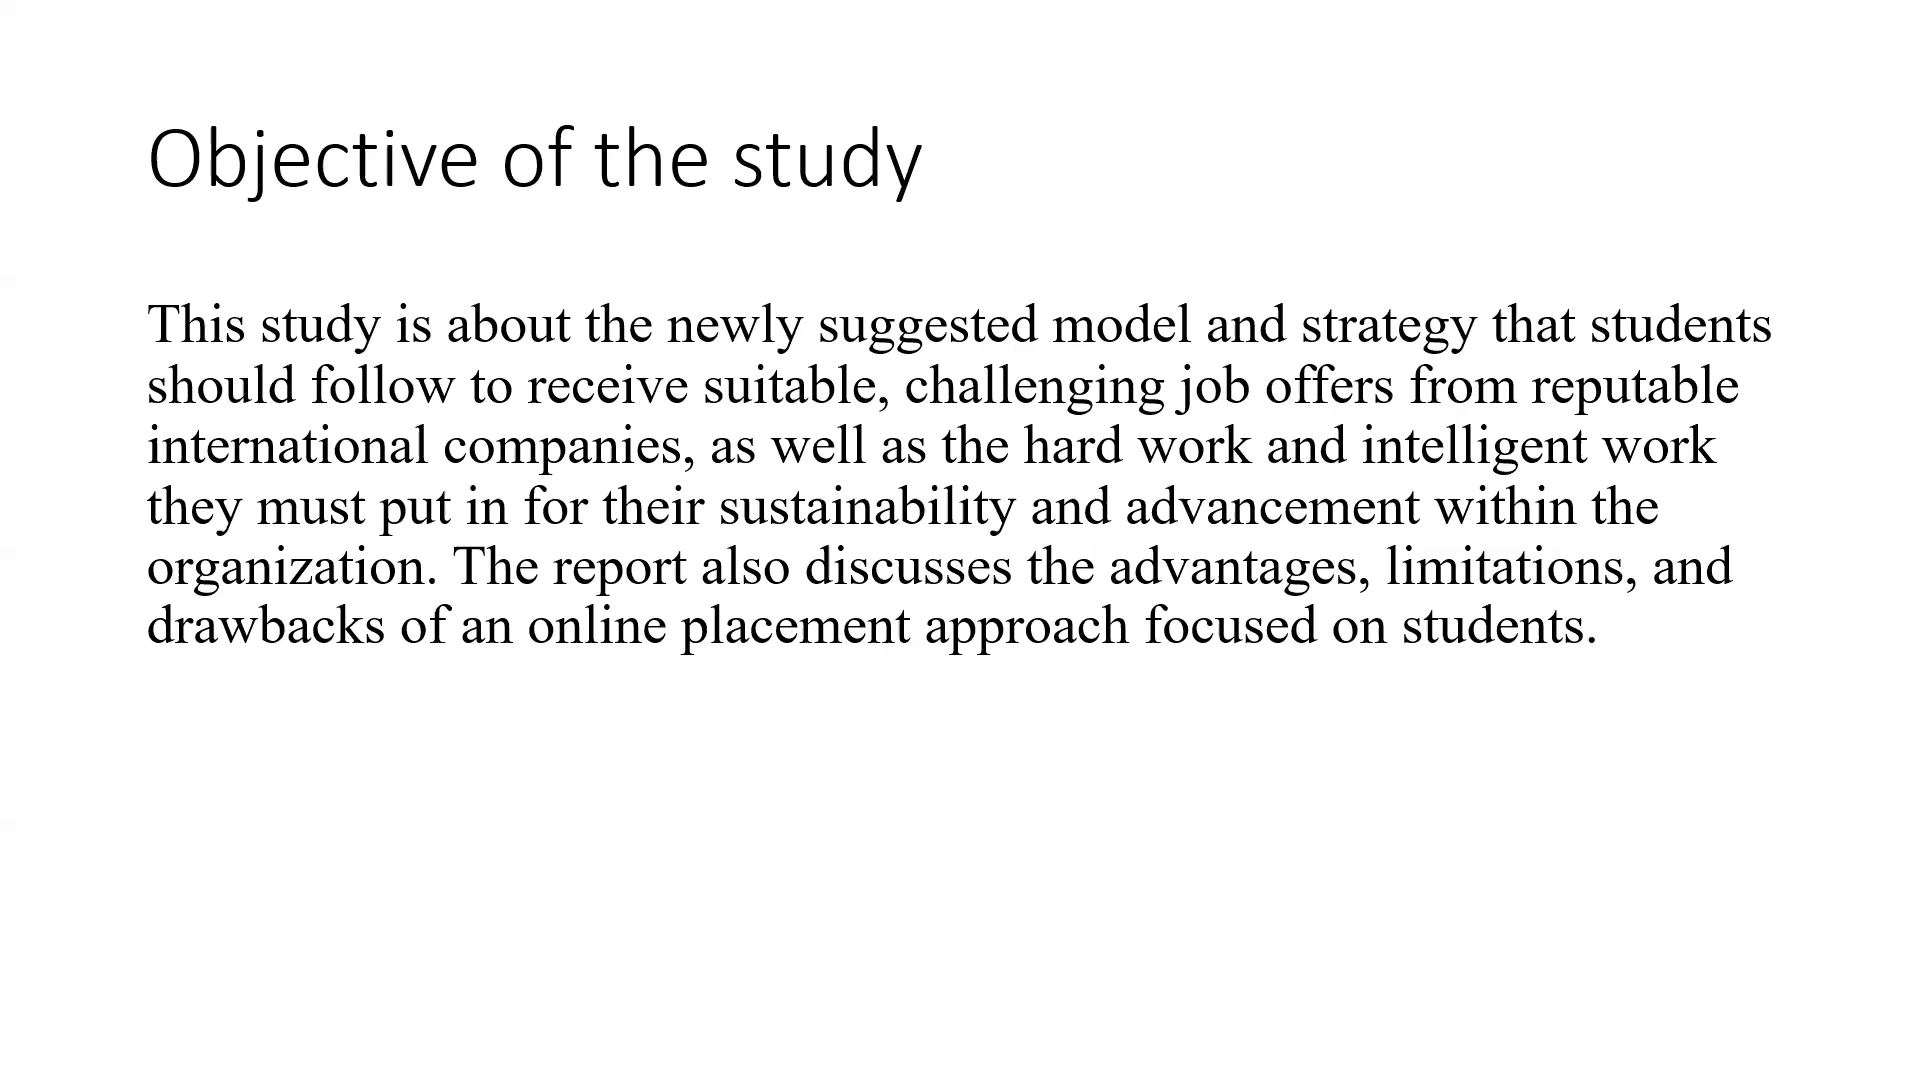 Objective of the study
This study is about the newly suggested model and strategy that students
should follow to receive suitable, challenging job offers from reputable
international companies, as well as the hard work and intelligent work
they must put in for their sustainability and advancement within the
organization. The report also discusses the advantages, limitations, and
drawbacks of an online placement approach focused on students.